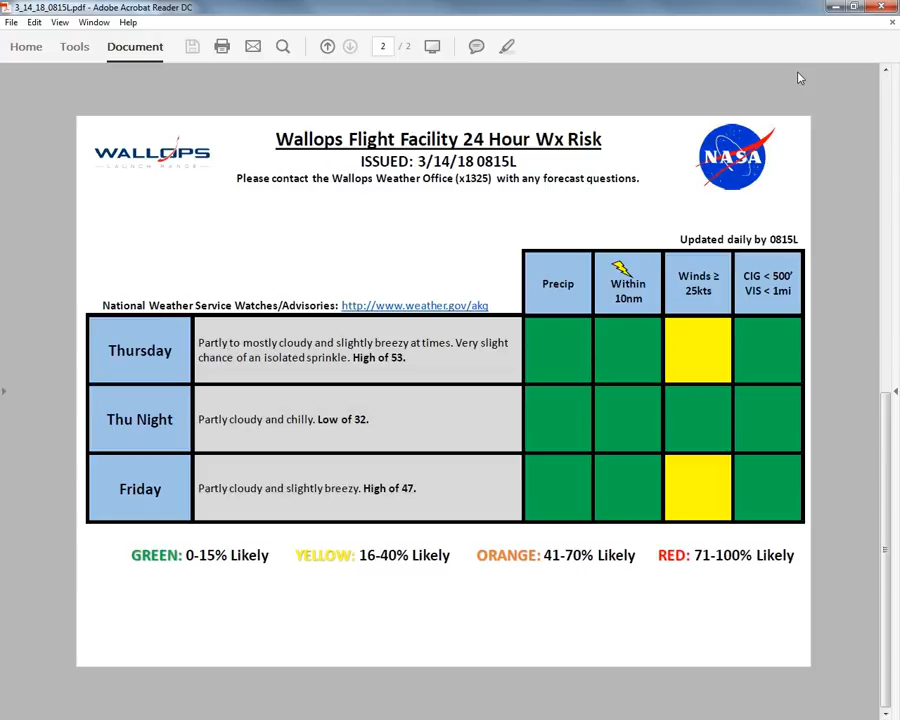 3_14_18_0815L.pdf - Adobe Acrobat Reader DC
File Edit View Window Help
Home Tools Document 2 / 2
WALLOPS
LAUNCH RANGE
Wallops Flight Facility 24 Hour Wx Risk
ISSUED: 3/14/18 0815L
Please contact the Wallops Weather Office (x1325) with any forecast questions.
NASA
Updated daily by 0815L
National Weather Service Watches/Advisories: http://www.weather.gov/akq
Precip
Within
10nm
Winds ≥
25kts
CIG < 500'
VIS < 1mi
Thursday
Partly to mostly cloudy and slightly breezy at times. Very slight
chance of an isolated sprinkle. High of 53.
Thu Night
Partly cloudy and chilly. Low of 32.
Friday
Partly cloudy and slightly breezy. High of 47.
GREEN: 0-15% Likely YELLOW: 16-40% Likely ORANGE: 41-70% Likely RED: 71-100% Likely